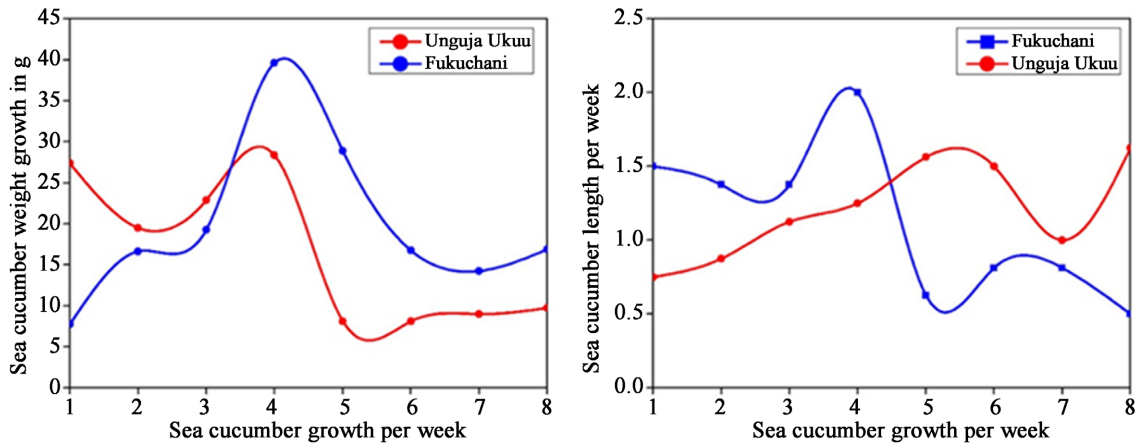 Sea cucumber weight growth in g
45
40
35
30
25
20
15
10
5
0
Unguja Ukuu
Fukuchani
1 2 3 4 5 6 7 8
Sea cucumber growth per week
Sea cucumber length per week
2.5
2.0
1.5
1.0
0.5
0.0
Fukuchani
Unguja Ukuu
1 2 3 4 5 6 7 8
Sea cucumber growth per week